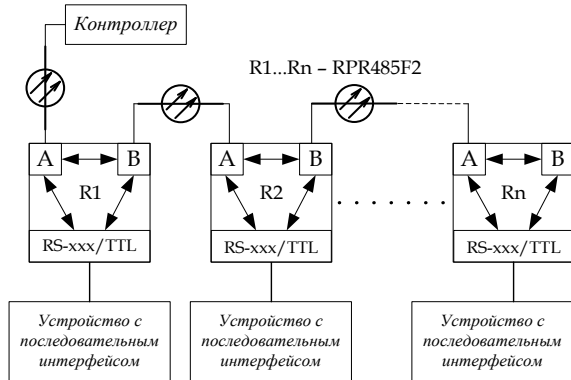 Контроллер
R1...Rn – RPR485F2
A B A B A B
R1 R2 Rn
RS-xxx/TTL RS-xxx/TTL RS-xxx/TTL
Устройство с Устройство с Устройство с
последовательным последовательным последовательным
интерфейсом интерфейсом интерфейсом